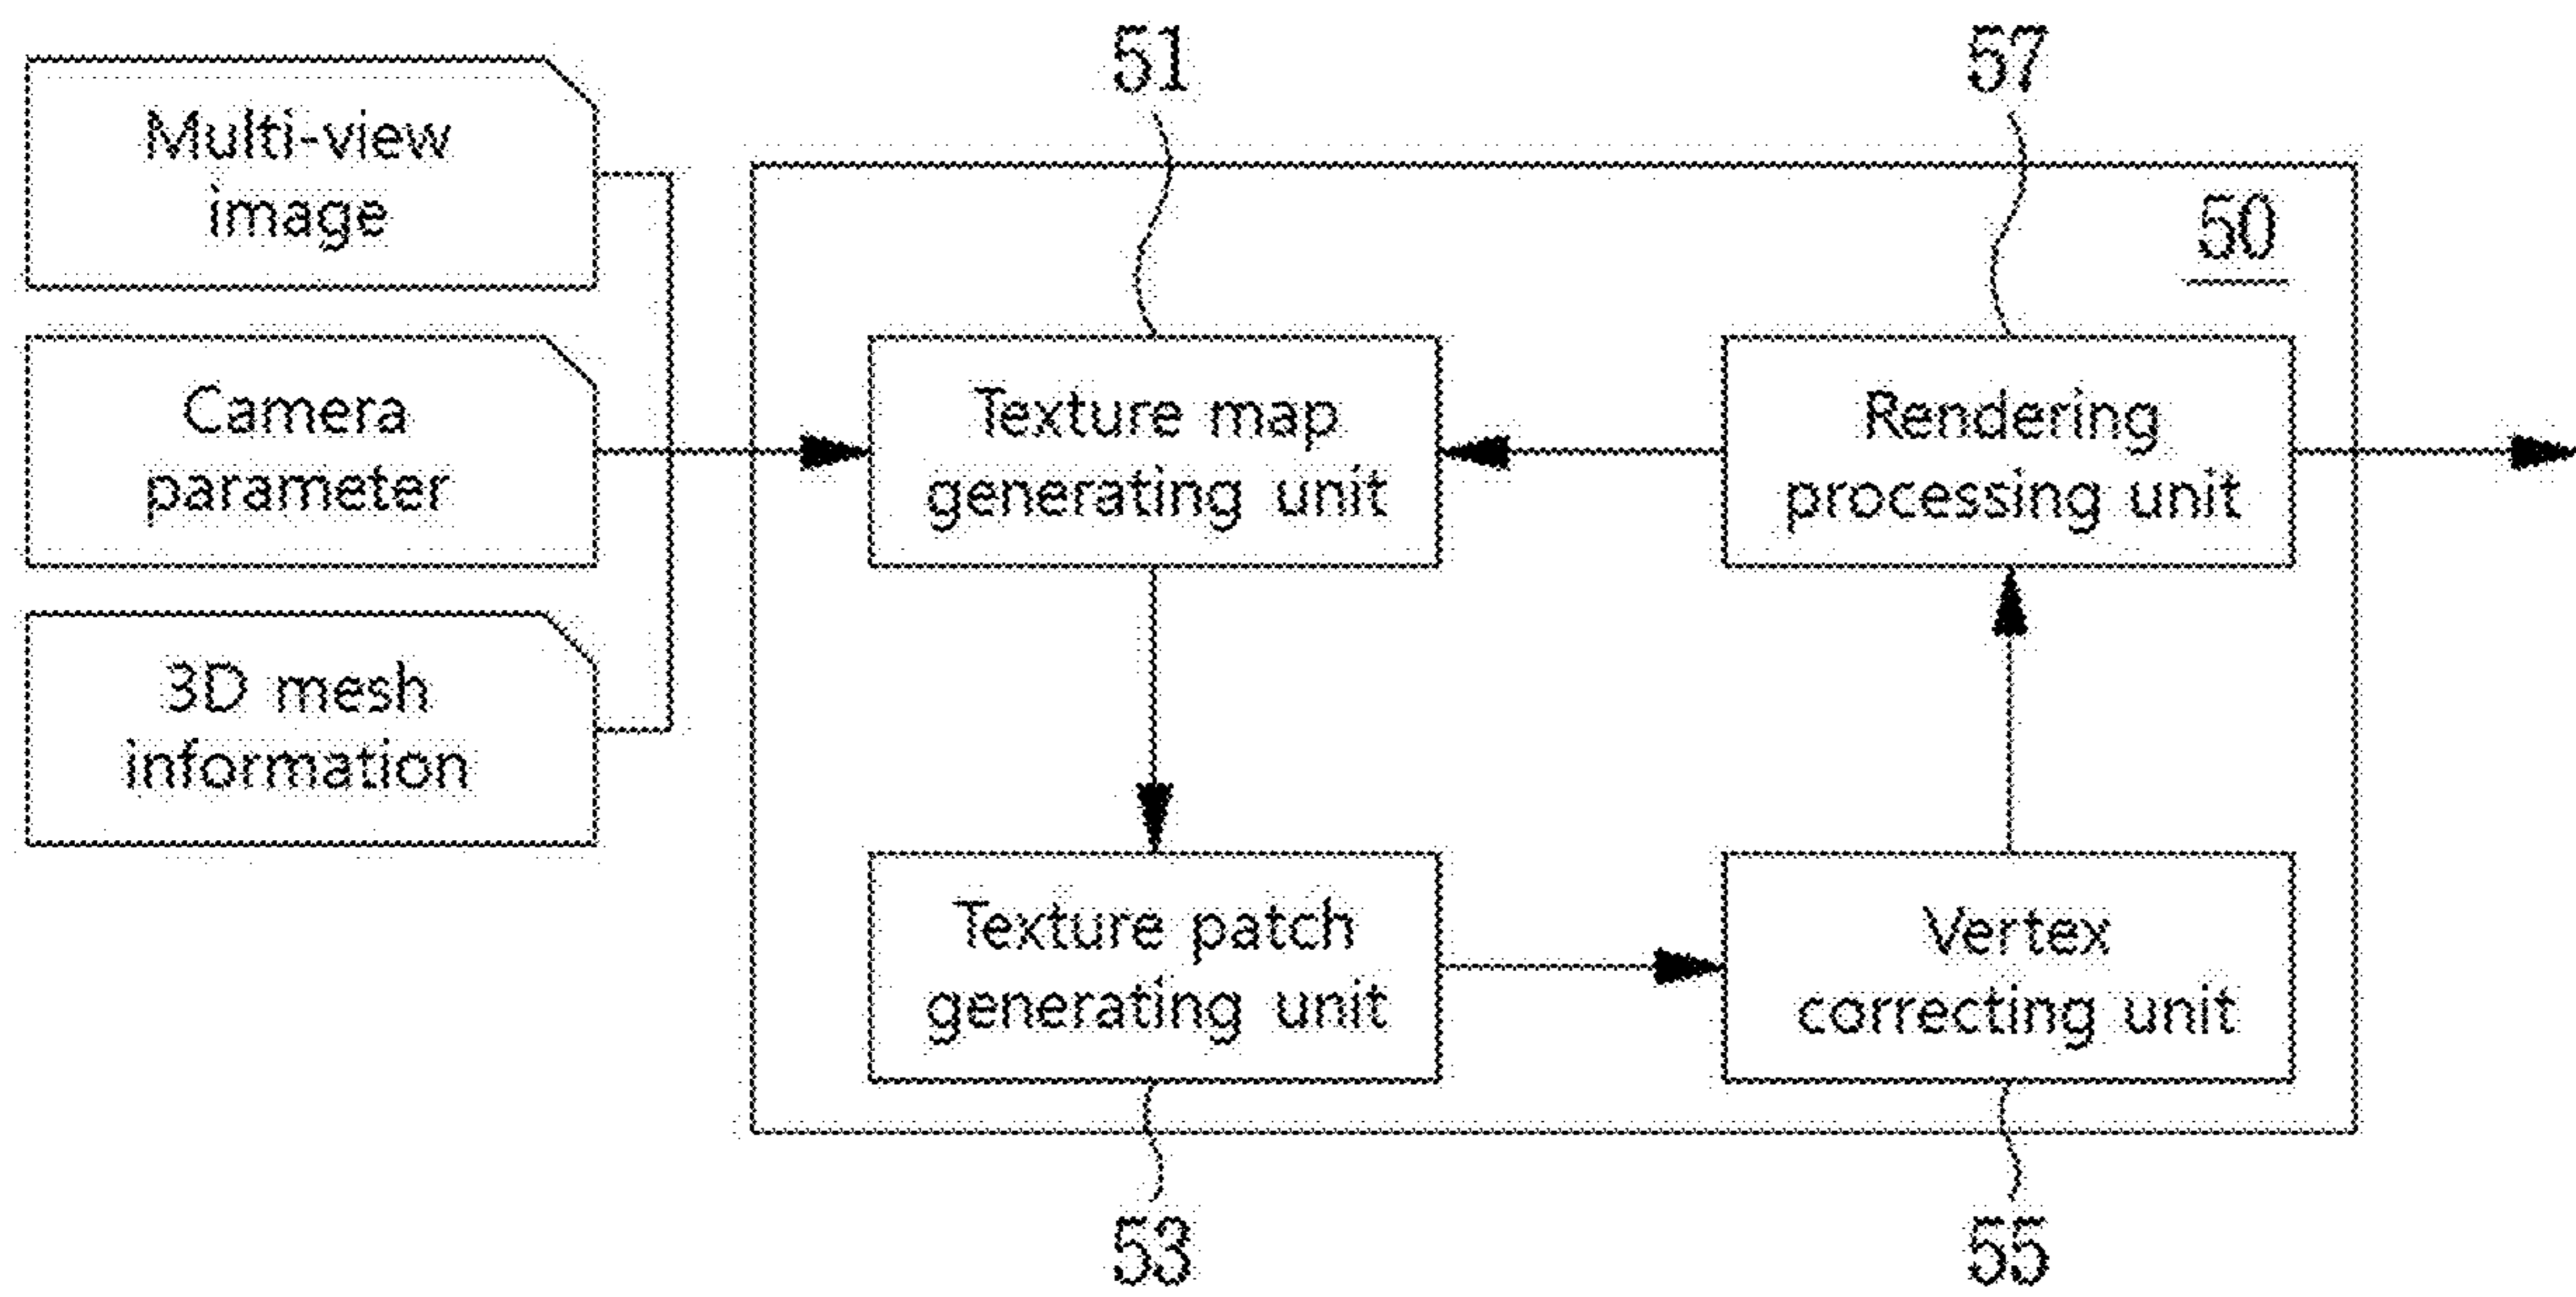 51
57
Multi-view
image
50
Camera
parameter
Texture map
generating unit
Rendering
processing unit
3D mesh
information
Texture patch
generating unit
Vertex
correcting unit
53
55